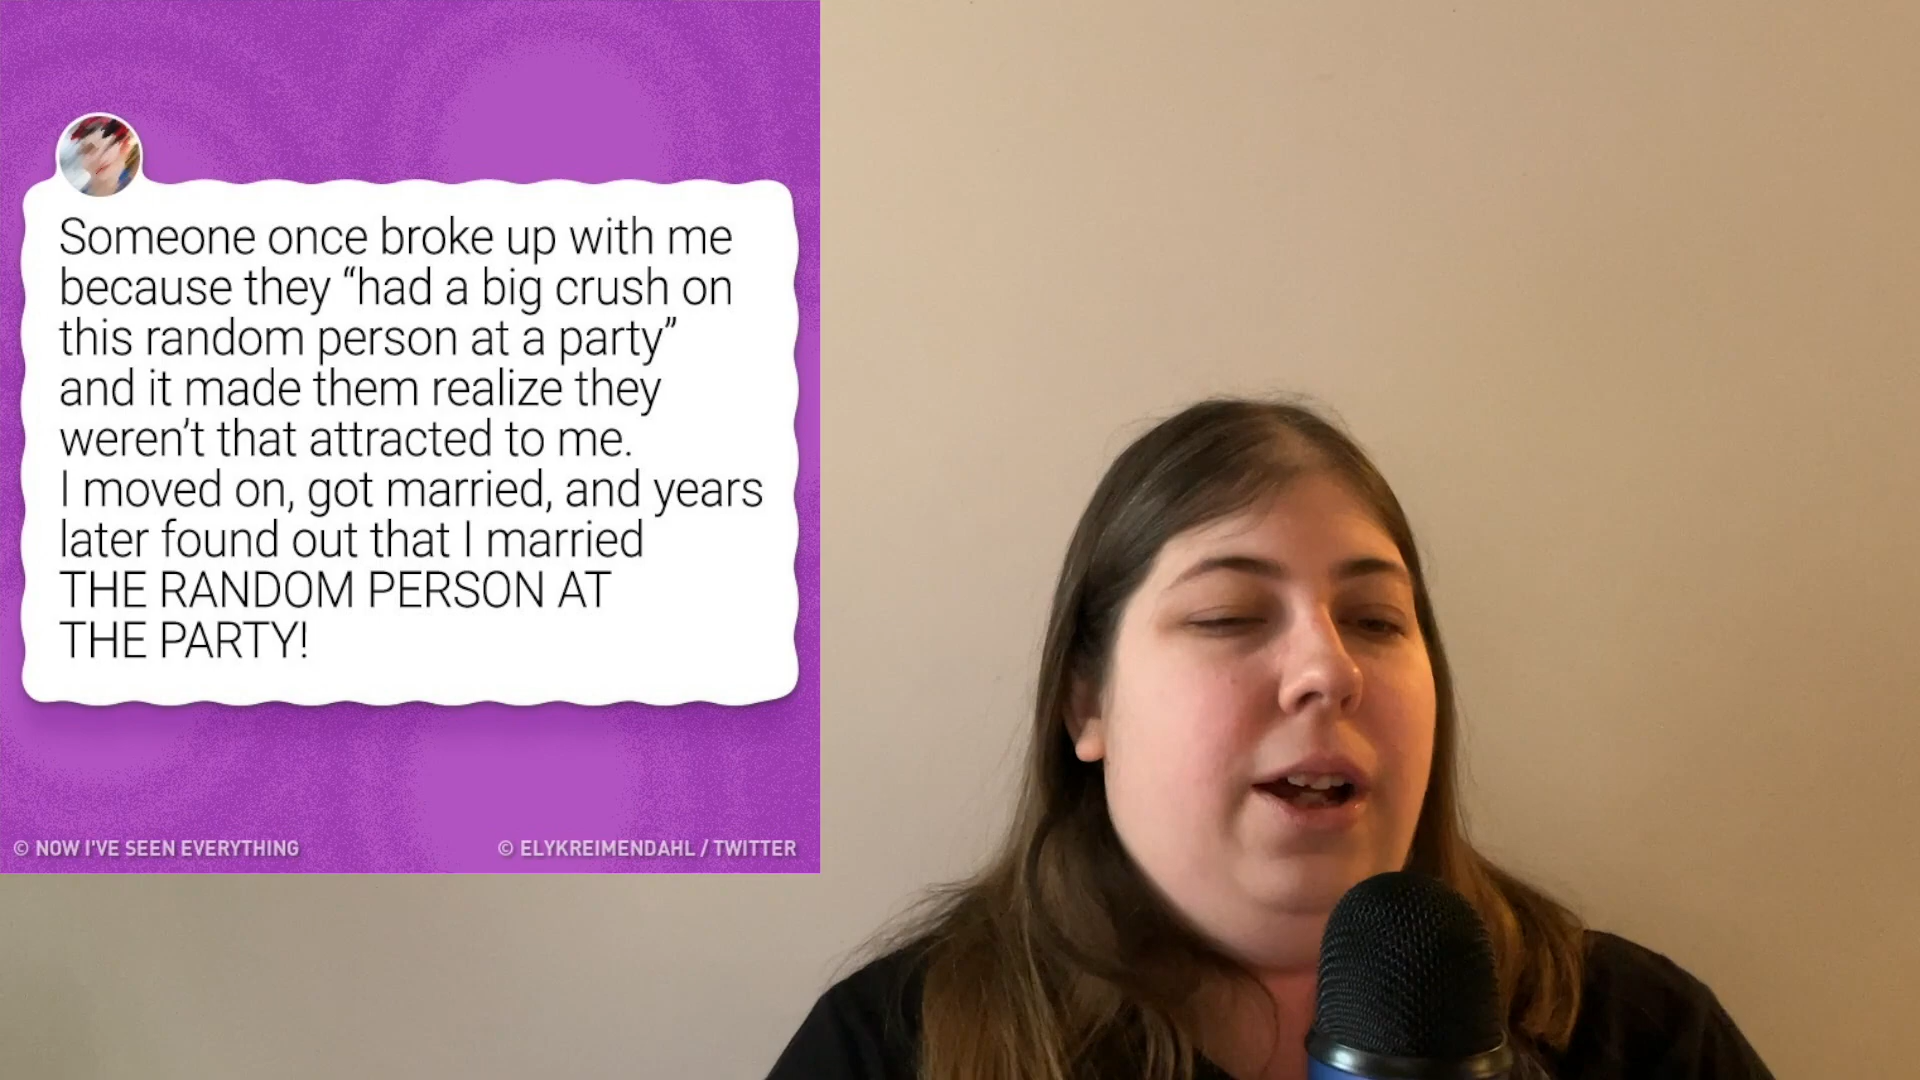 Someone once broke up with me
because they “had a big crush on
this random person at a party”
and it made them realize they
weren’t that attracted to me.
I moved on, got married, and years
later found out that I married
THE RANDOM PERSON AT
THE PARTY!
© NOW I'VE SEEN EVERYTHING
© ELYKREIMENDAHL / TWITTER